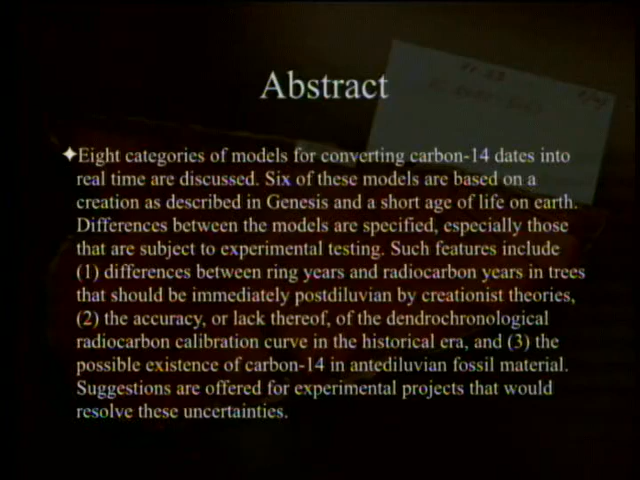 Abstract
✦Eight categories of models for converting carbon-14 dates into
real time are discussed. Six of these models are based on a
creation as described in Genesis and a short age of life on earth.
Differences between the models are specified, especially those
that are subject to experimental testing. Such features include
(1) differences between ring years and radiocarbon years in trees
that should be immediately postdiluvian by creationist theories,
(2) the accuracy, or lack thereof, of the dendrochronological
radiocarbon calibration curve in the historical era, and (3) the
possible existence of carbon-14 in antediluvian fossil material.
Suggestions are offered for experimental projects that would
resolve these uncertainties.